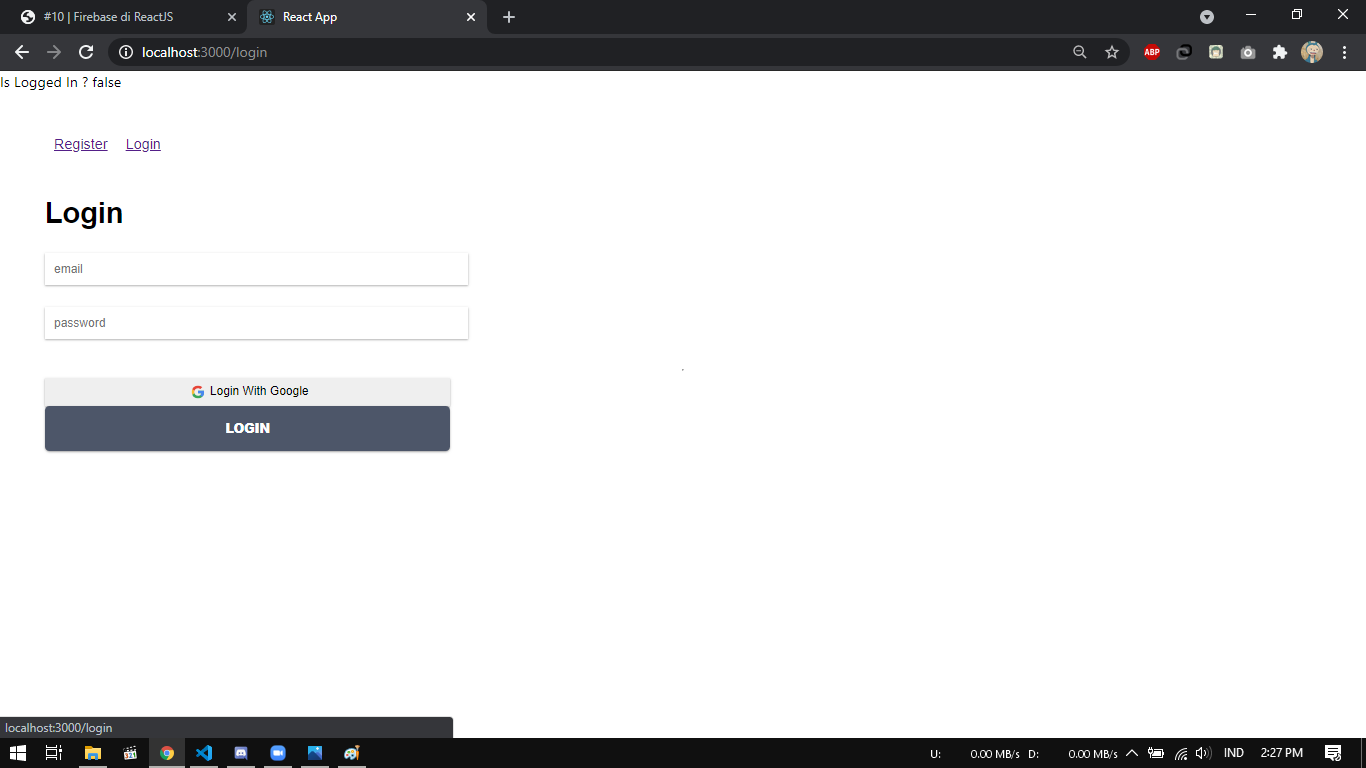 #10 | Firebase di ReactJS
React App
localhost:3000/login
ABP
Is Logged In ? false
Register Login
Login
email
password
Login With Google
LOGIN
localhost:3000/login
U: 0.00 MB/s D: 0.00 MB/s IND 2:27 PM